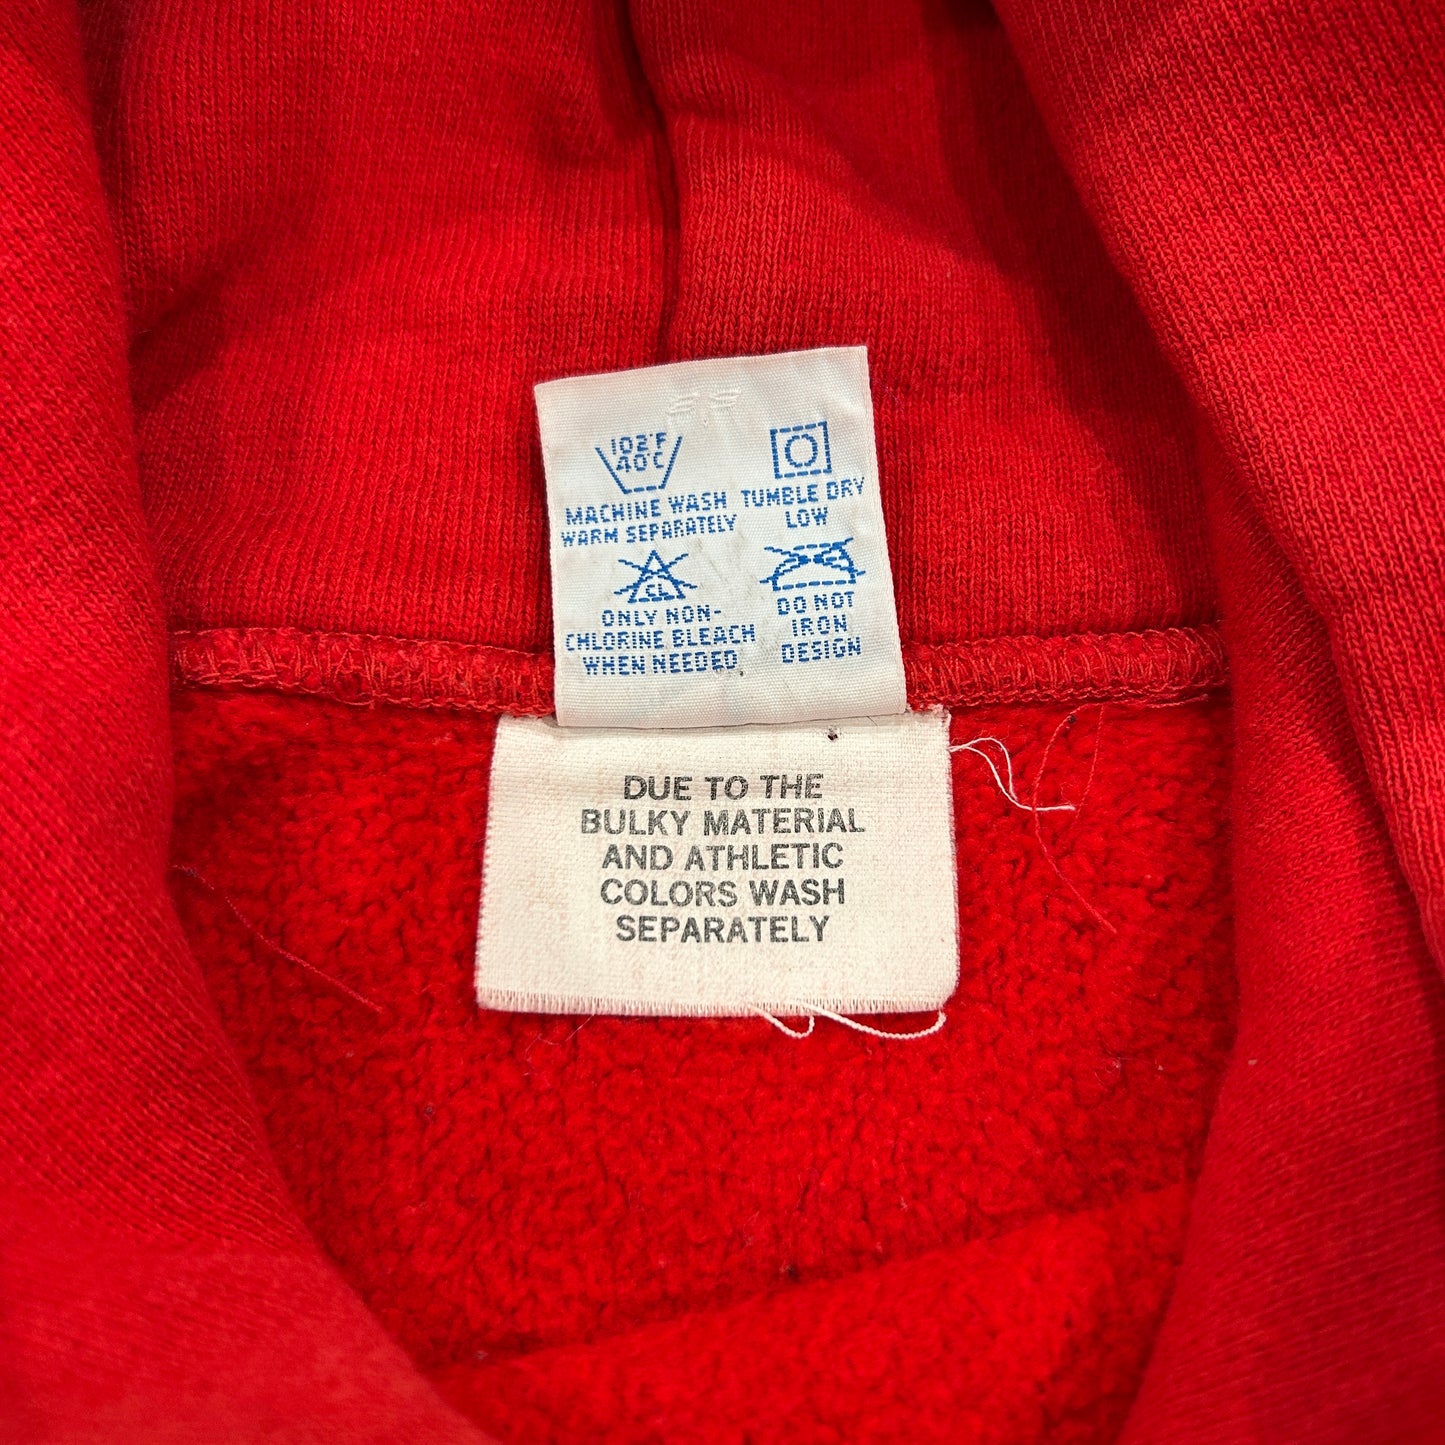 102°F
40°C
MACHINE WASH
WARM SEPARATELY
TUMBLE DRY
LOW
CL
ONLY NON-
CHLORINE BLEACH
WHEN NEEDED
DO NOT
IRON
DESIGN
DUE TO THE
BULKY MATERIAL
AND ATHLETIC
COLORS WASH
SEPARATELY